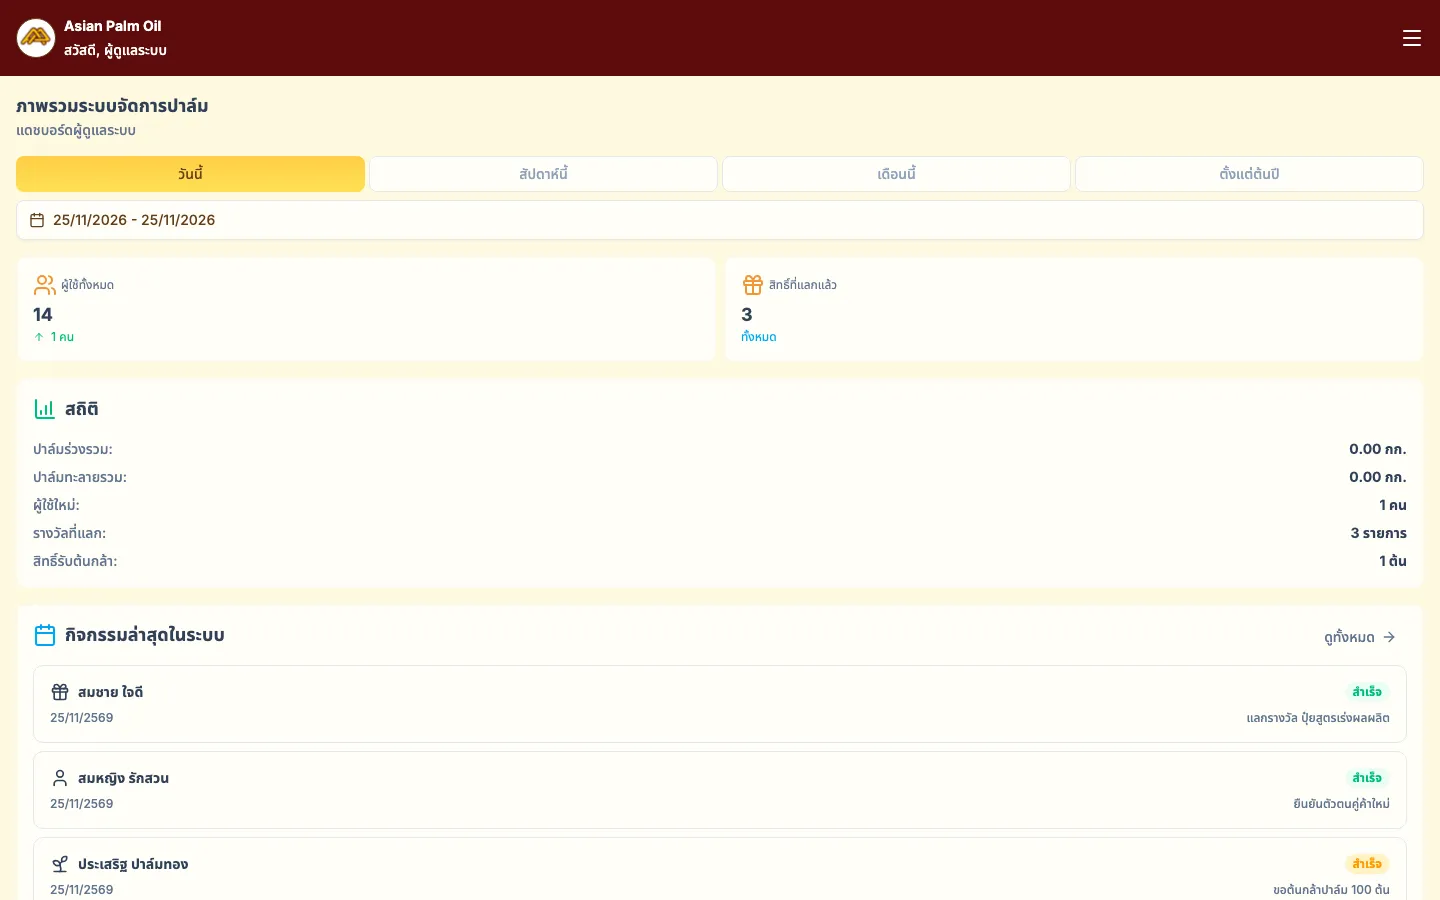 Asian Palm Oil
สวัสดี, ผู้ดูแลระบบ
ภาพรวมระบบจัดการปาล์ม
แดชบอร์ดผู้ดูแลระบบ
วันนี้
สัปดาห์นี้
เดือนนี้
ตั้งแต่ต้นปี
25/11/2026 - 25/11/2026
ผู้ใช้ทั้งหมด
14
1 คน
สิทธิ์ที่แลกแล้ว
3
ทั้งหมด
สถิติ
ปาล์มร่วงรวม: 0.00 กก.
ปาล์มทะลายรวม: 0.00 กก.
ผู้ใช้ใหม่: 1 คน
รางวัลที่แลก: 3 รายการ
สิทธิ์รับต้นกล้า: 1 ต้น
กิจกรรมล่าสุดในระบบ
ดูทั้งหมด
สมชาย ใจดี สำเร็จ
25/11/2569 แลกรางวัล ปุ๋ยสูตรเร่งผลผลิต
สมหญิง รักสวน สำเร็จ
25/11/2569 ยืนยันตัวตนคู่ค้าใหม่
ประเสริฐ ปาล์มทอง สำเร็จ
25/11/2569 ขอต้นกล้าปาล์ม 100 ต้น